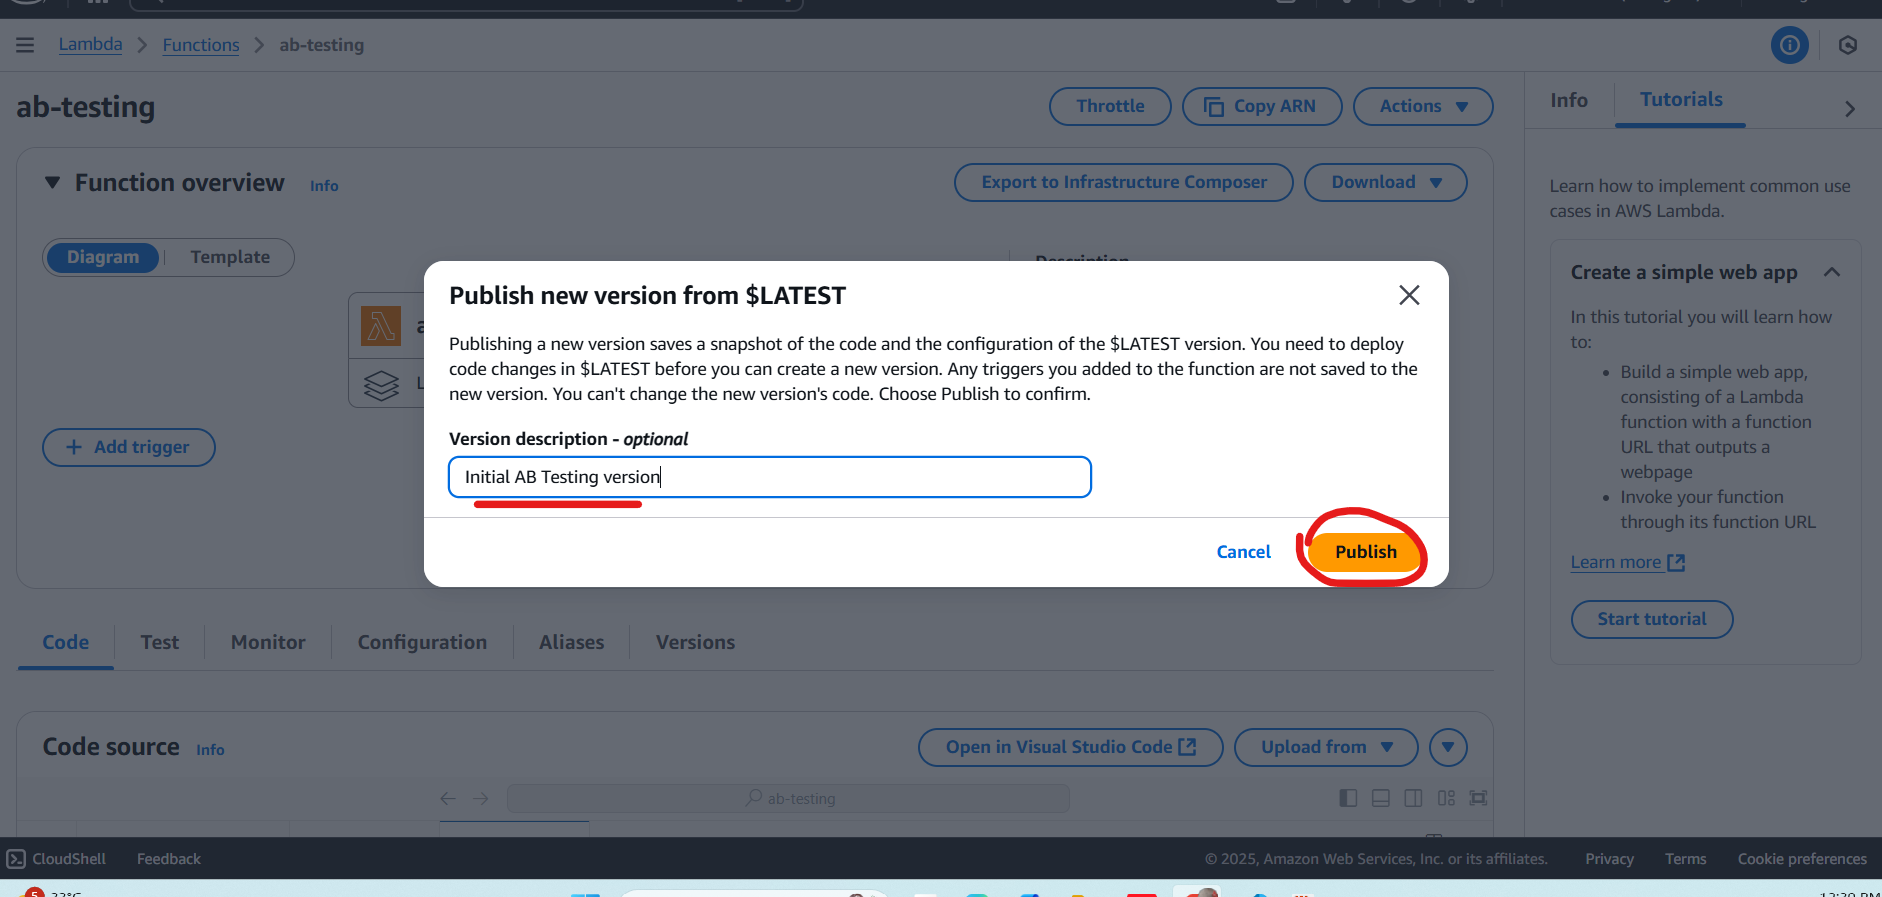 Lambda
Functions
ab-testing
ab-testing
Throttle
Copy ARN
Actions
Info
Tutorials
Function overview
Info
Export to Infrastructure Composer
Download
Learn how to implement common use
cases in AWS Lambda.
Diagram
Template
Description
Create a simple web app
In this tutorial you will learn how
to:
Build a simple web app,
consisting of a Lambda
function with a function
URL that outputs a
webpage
Invoke your function
through its function URL
Learn more
Start tutorial
Publish new version from $LATEST
Publishing a new version saves a snapshot of the code and the configuration of the $LATEST version. You need to deploy
code changes in $LATEST before you can create a new version. Any triggers you added to the function are not saved to the
new version. You can't change the new version's code. Choose Publish to confirm.
Version description - optional
Initial AB Testing version
Cancel
Publish
+ Add trigger
Code
Test
Monitor
Configuration
Aliases
Versions
Code source
Info
Open in Visual Studio Code
Upload from
ab-testing
CloudShell
Feedback
© 2025, Amazon Web Services, Inc. or its affiliates.
Privacy
Terms
Cookie preferences
5